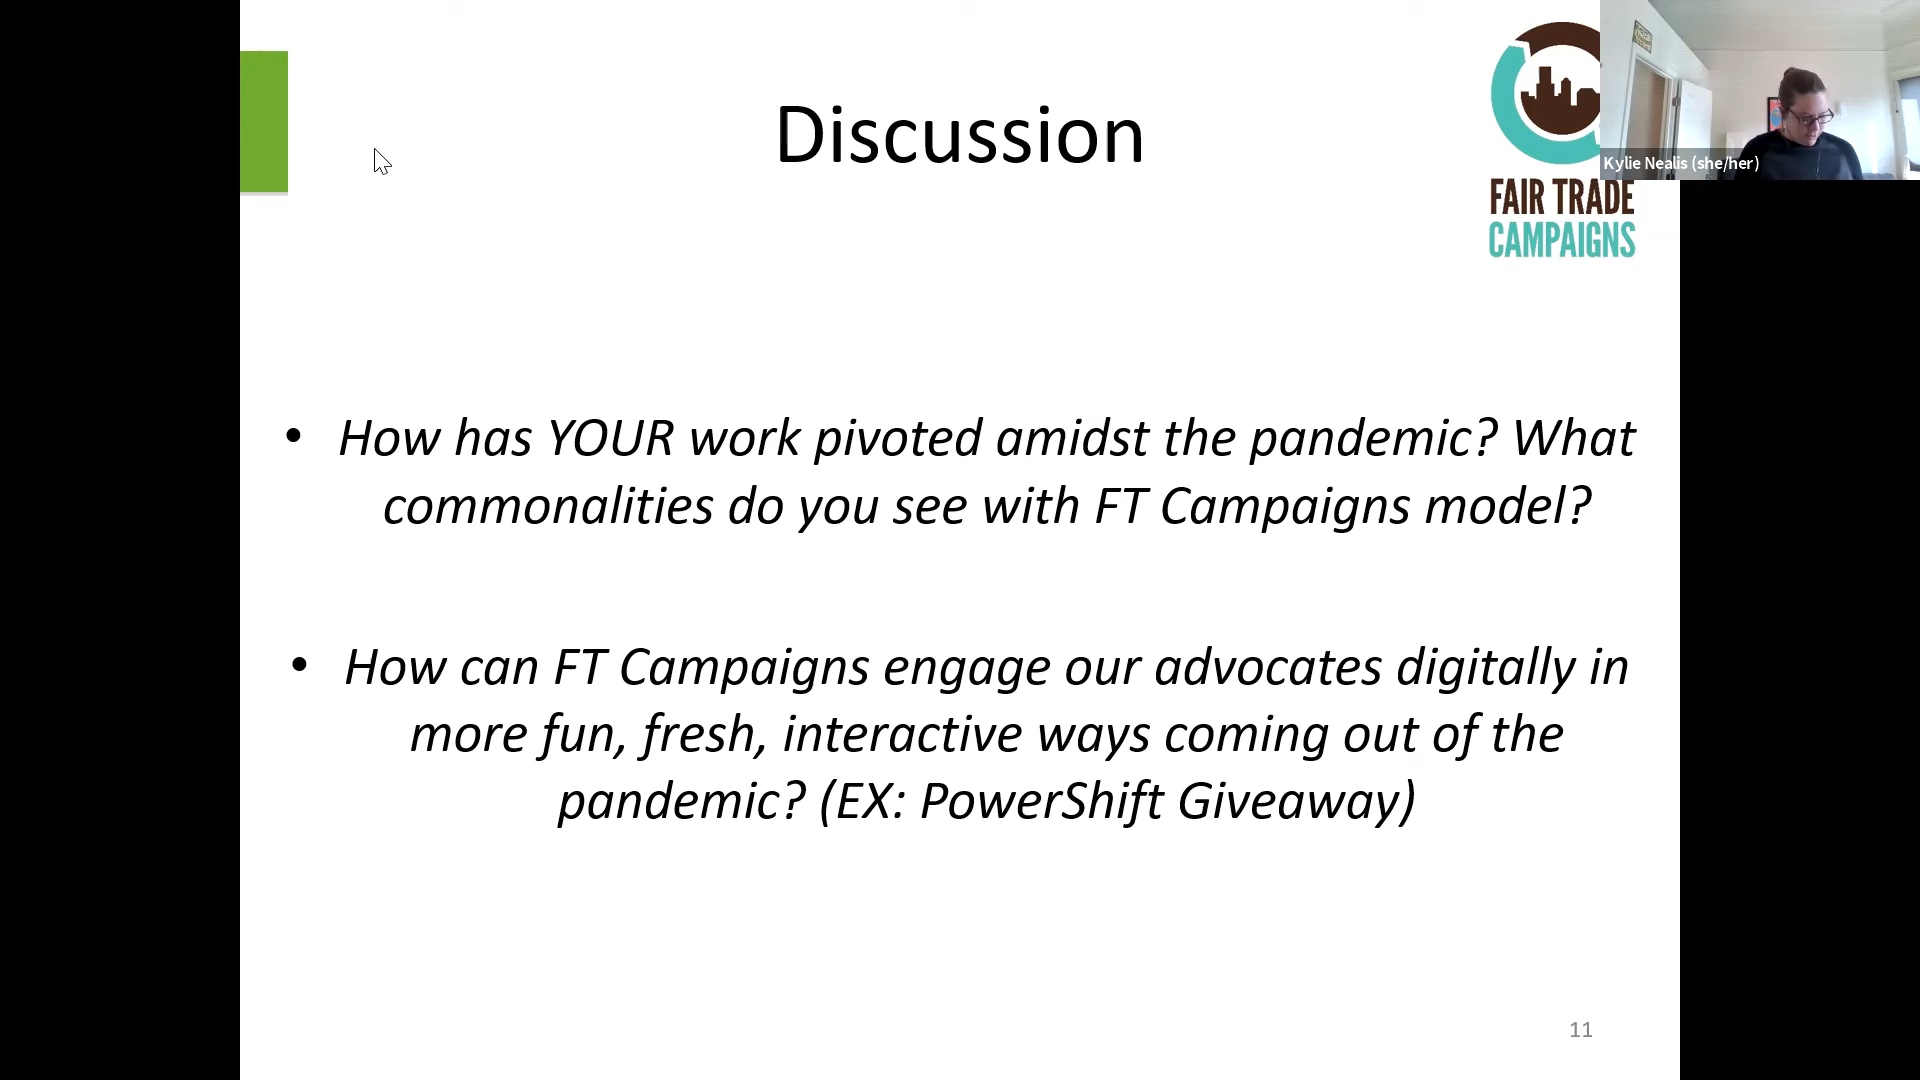 Discussion
Kylie Nealis (she/her)
FAIR TRADE
CAMPAIGNS
• How has YOUR work pivoted amidst the pandemic? What
commonalities do you see with FT Campaigns model?
• How can FT Campaigns engage our advocates digitally in
more fun, fresh, interactive ways coming out of the
pandemic? (EX: PowerShift Giveaway)
11